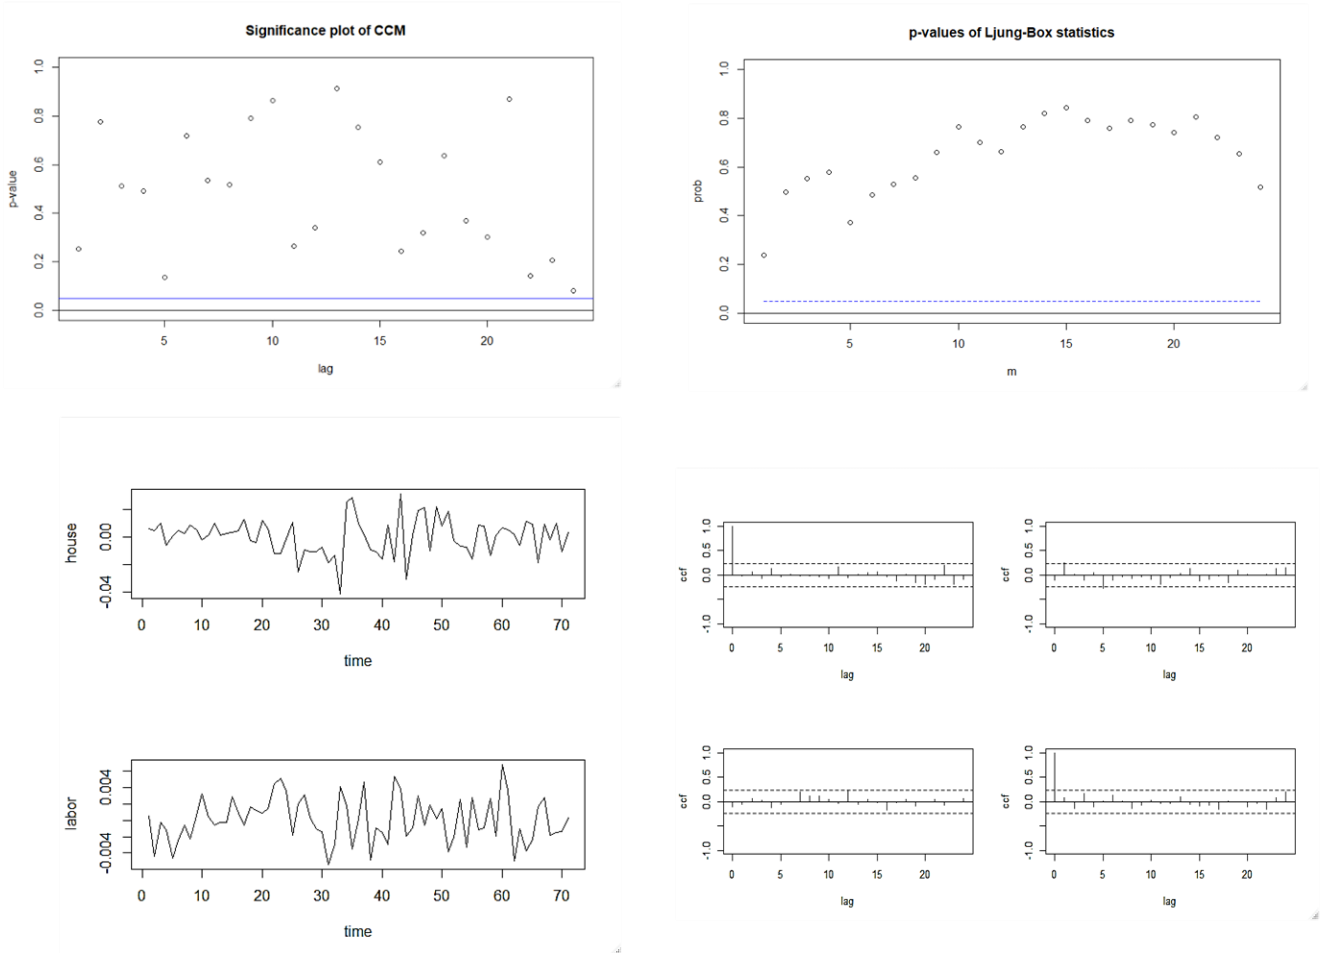 Significance plot of CCM
1.0
0.8
0.6
0.4
0.2
0.0
p-value
5 10 15 20
lag
p-values of Ljung-Box statistics
1.0
0.8
0.6
0.4
0.2
0.0
prob
5 10 15 20
m
house
0.00
-0.04
0 10 20 30 40 50 60 70
time
labor
0.004
-0.004
0 10 20 30 40 50 60 70
time
ccf
1.0
0.5
0.0
-1.0
0 5 10 15 20
lag
ccf
1.0
0.5
0.0
-1.0
0 5 10 15 20
lag
ccf
1.0
0.5
0.0
-1.0
0 5 10 15 20
lag
ccf
1.0
0.5
0.0
-1.0
0 5 10 15 20
lag